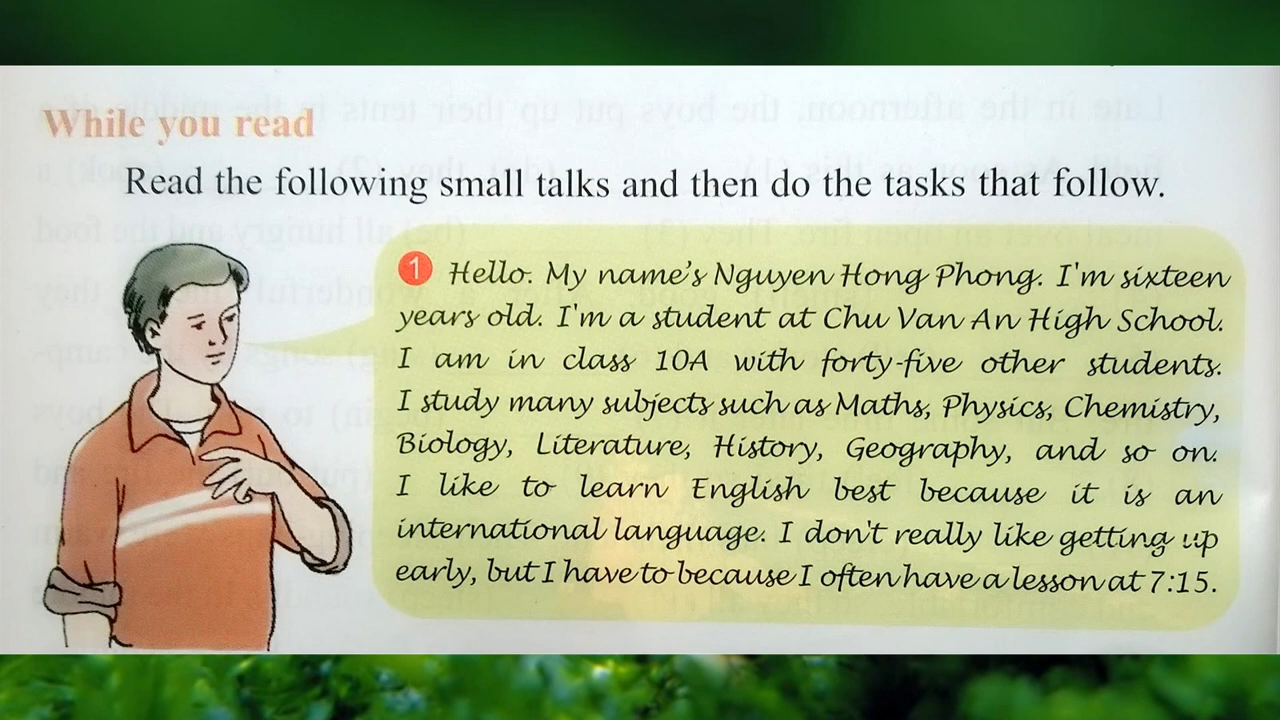 While you read
Read the following small talks and then do the tasks that follow.
1 Hello. My name's Nguyen Hong Phong. I'm sixteen
years old. I'm a student at Chu Van An High School.
I am in class 10A with forty-five other students.
I study many subjects such as Maths, Physics, Chemistry,
Biology, Literature, History, Geography, and so on.
I like to learn English best because it is an
international language. I don't really like getting up
early, but I have to because I often have a lesson at 7:15.